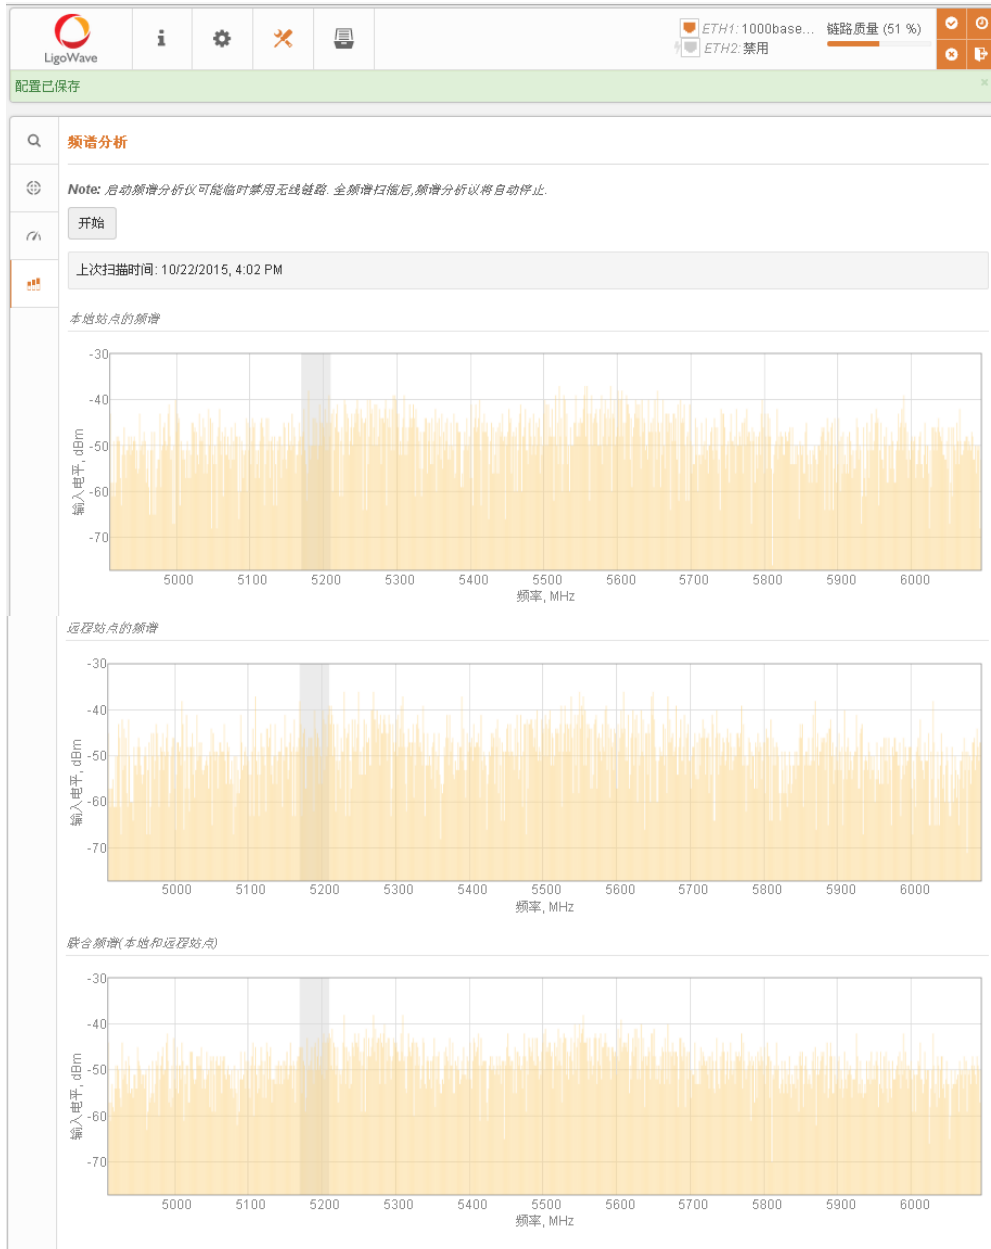 LigoWave
ETH1: 1000base... 链路质量 (51 %)
ETH2: 禁用
配置已保存
频谱分析
Note: 启动频谱分析仪可能临时禁用无线链路. 全频谱扫描后,频谱分析议将自动停止.
开始
上次扫描时间: 10/22/2015, 4:02 PM
本地站点的频谱
-30
-40
-50
-60
-70
输入电平, dBm
5000 5100 5200 5300 5400 5500 5600 5700 5800 5900 6000
频率, MHz
远程站点的频谱
-30
-40
-50
-60
-70
输入电平, dBm
5000 5100 5200 5300 5400 5500 5600 5700 5800 5900 6000
频率, MHz
联合频谱(本地和远程站点)
-30
-40
-50
-60
-70
输入电平, dBm
5000 5100 5200 5300 5400 5500 5600 5700 5800 5900 6000
频率, MHz